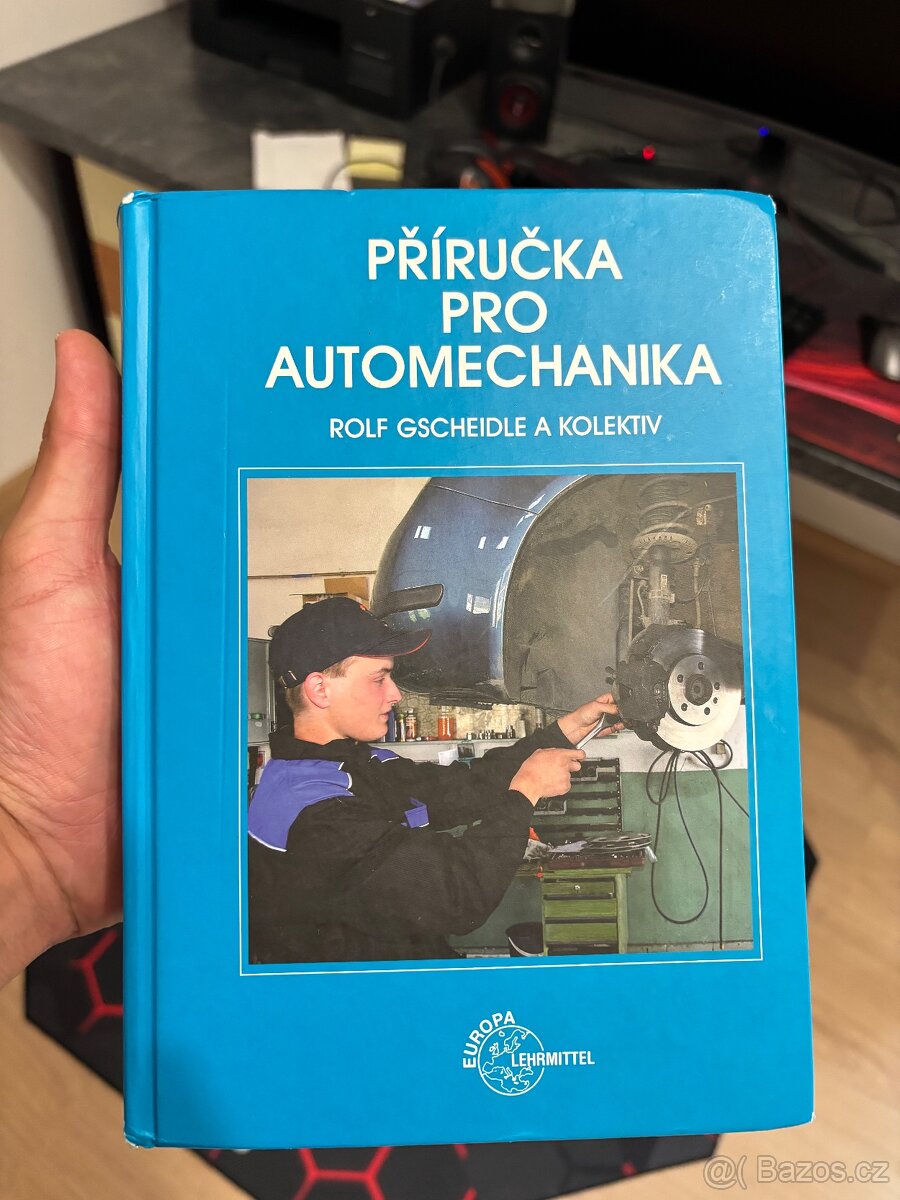 PŘÍRUČKA
PRO
AUTOMECHANIKA
ROLF GSCHEIDLE A KOLEKTIV
EUROPA
LEHRMITTEL
@( Bazos.cz